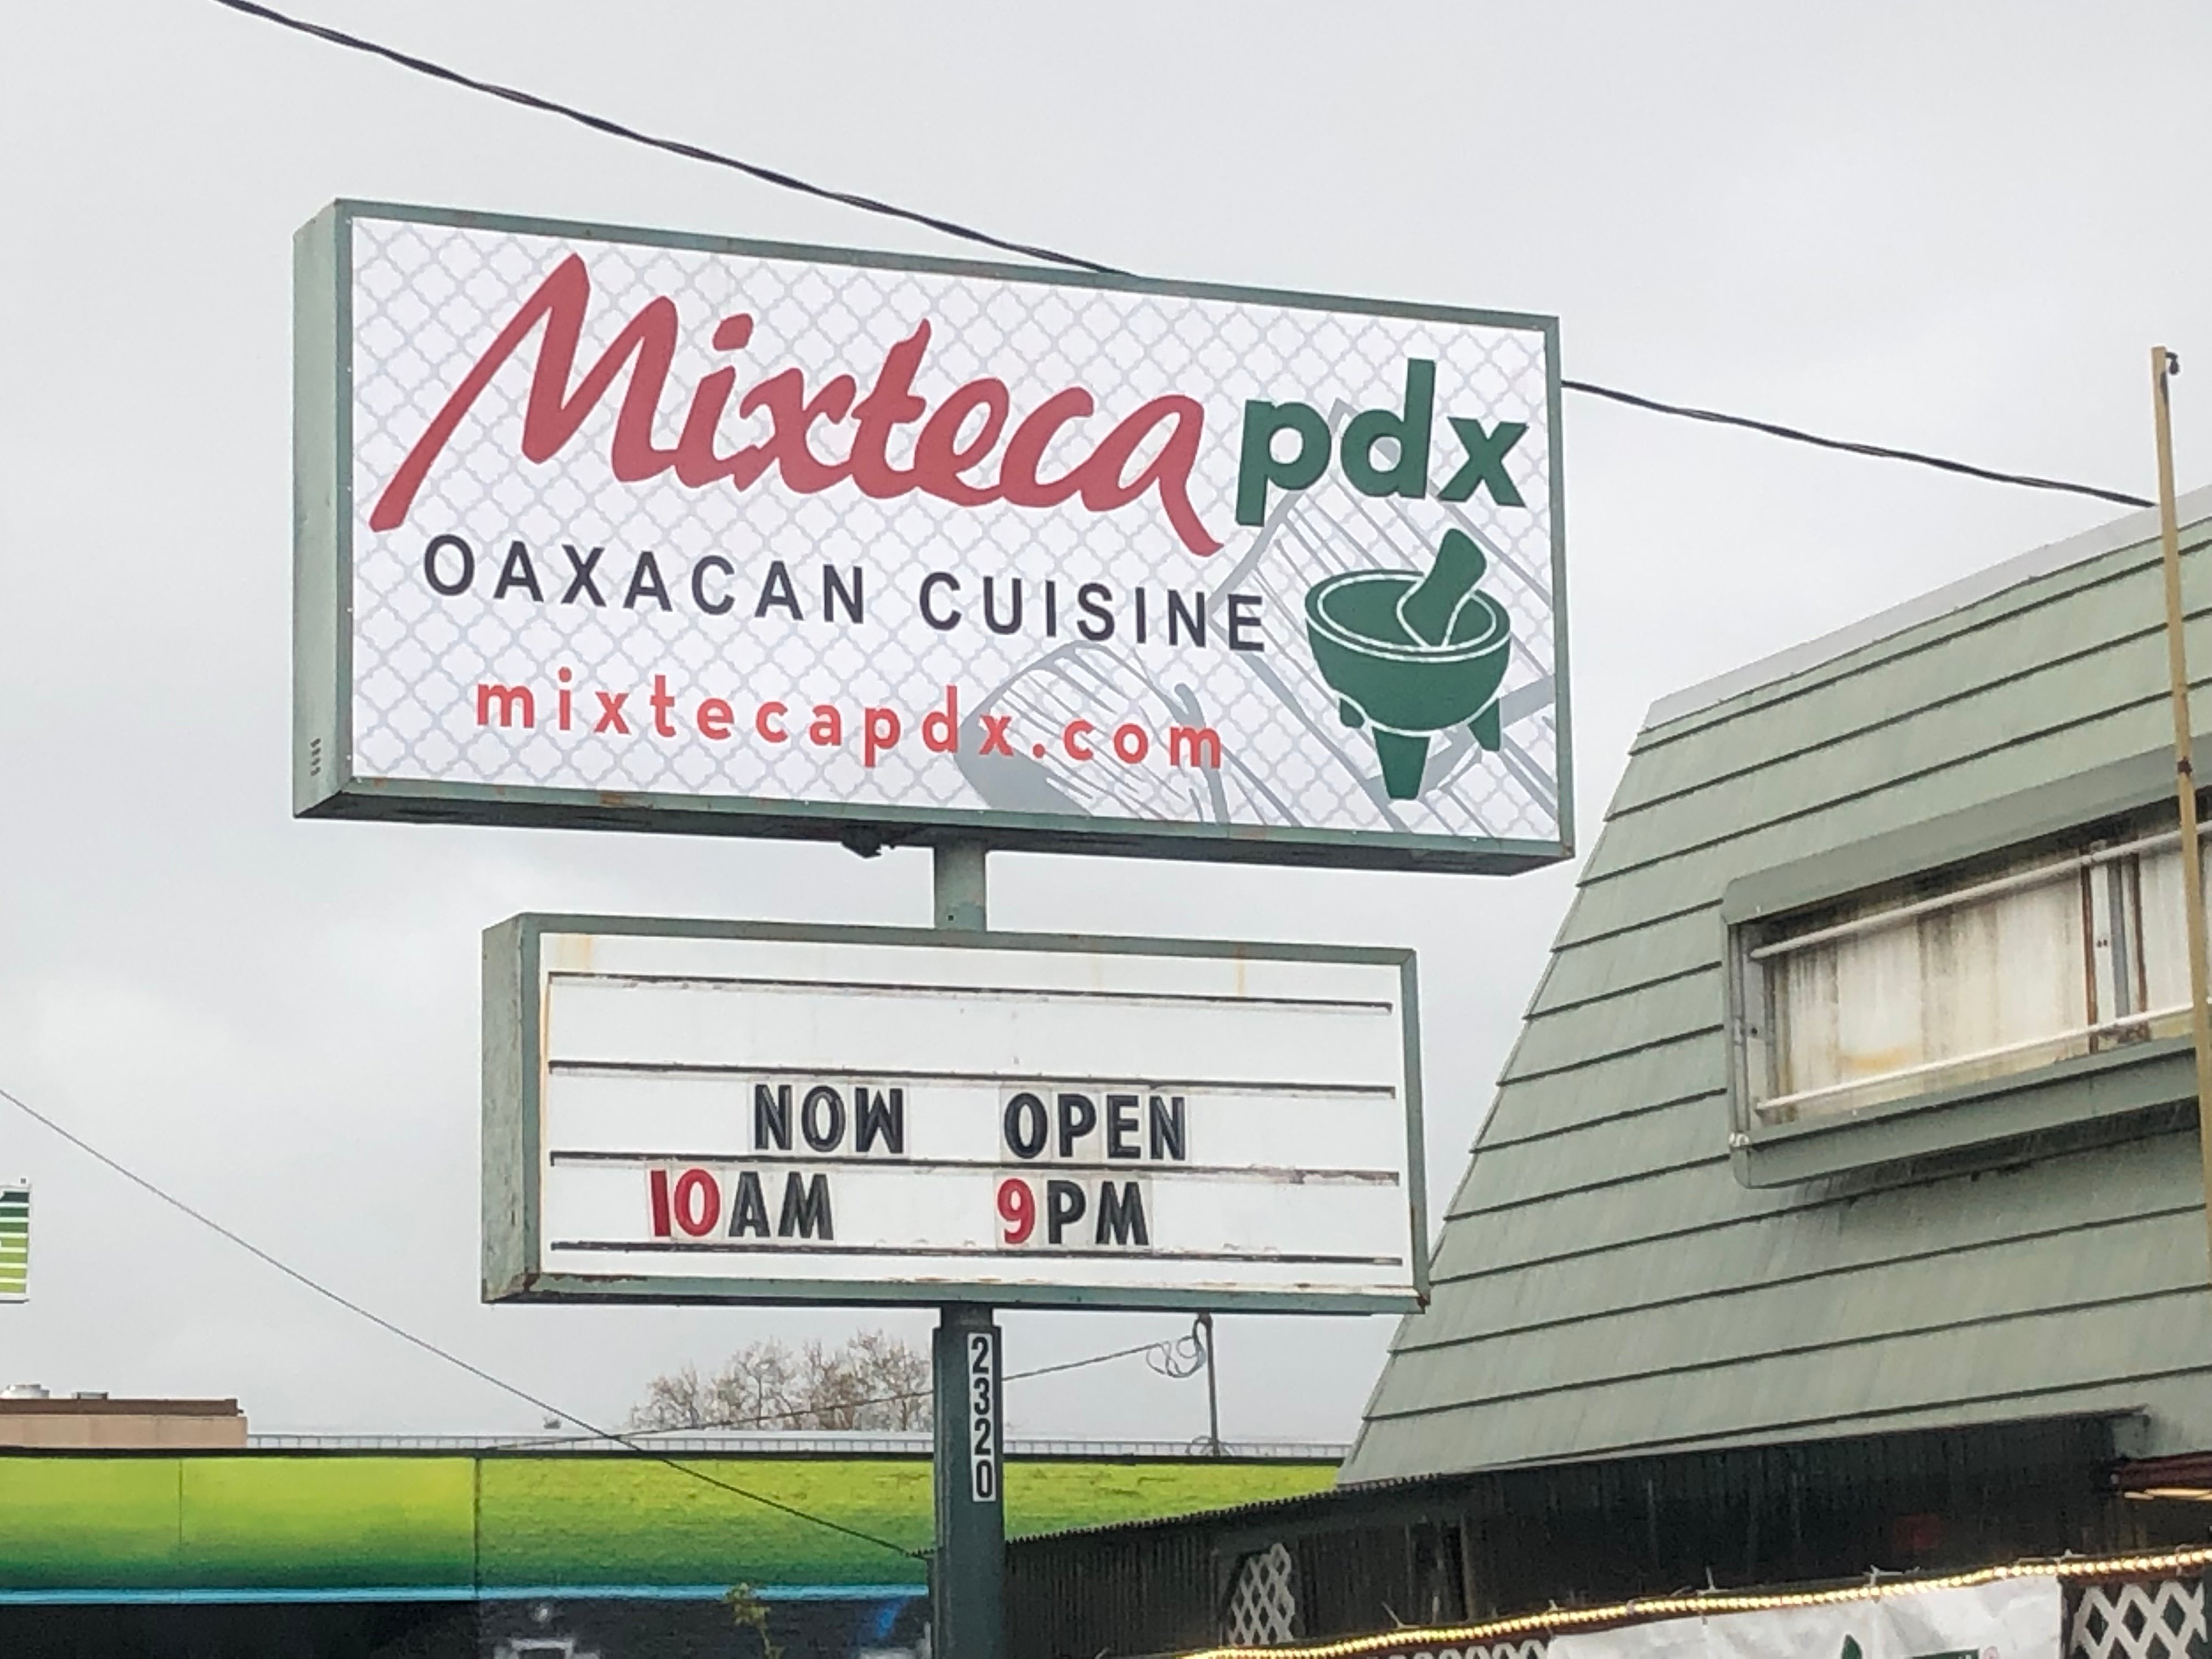 Mixteca pdx
OAXACAN CUISINE
mixtecapdx.com
NOW OPEN
10AM 9PM
2320